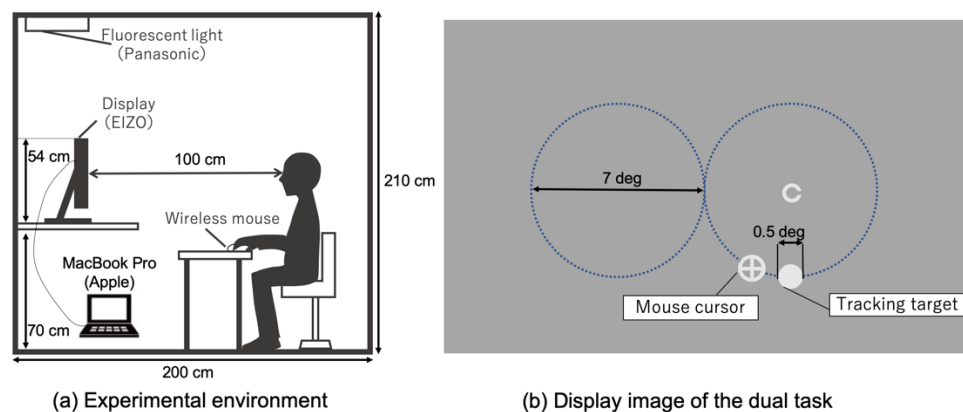 Fluorescent light
(Panasonic)
Display
(EIZO)
54 cm
100 cm
210 cm
Wireless mouse
MacBook Pro
(Apple)
70 cm
200 cm
(a) Experimental environment
7 deg
C
0.5 deg
Mouse cursor
Tracking target
(b) Display image of the dual task